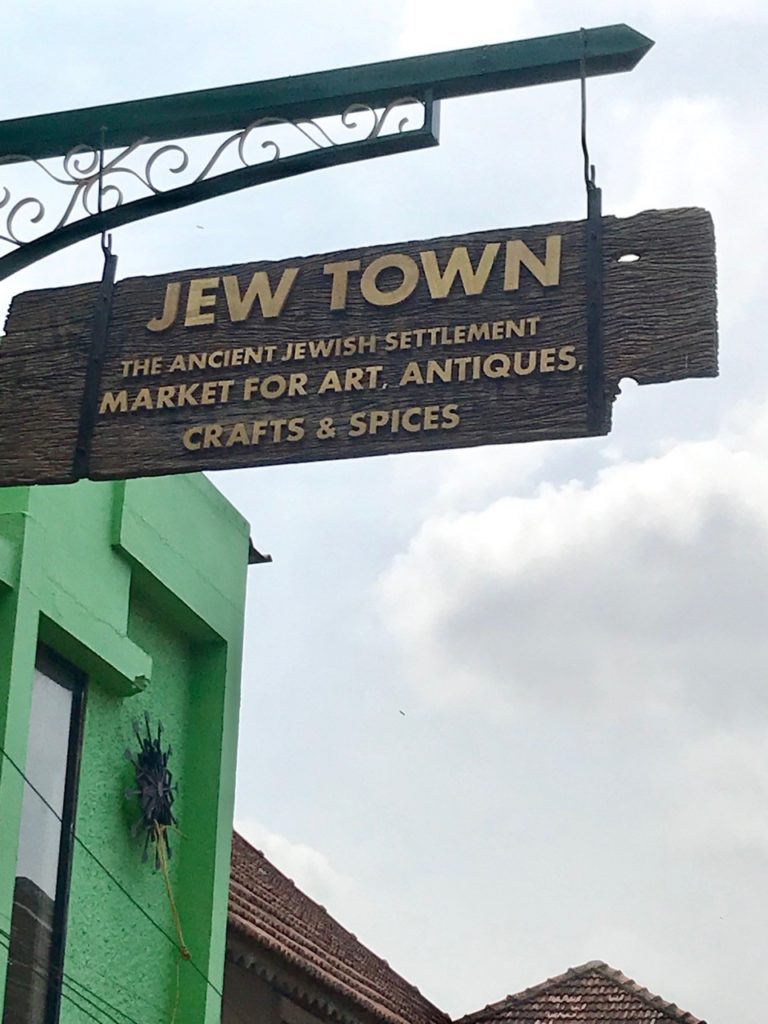 JEW TOWN
THE ANCIENT JEWISH SETTLEMENT
MARKET FOR ART, ANTIQUES,
CRAFTS & SPICES